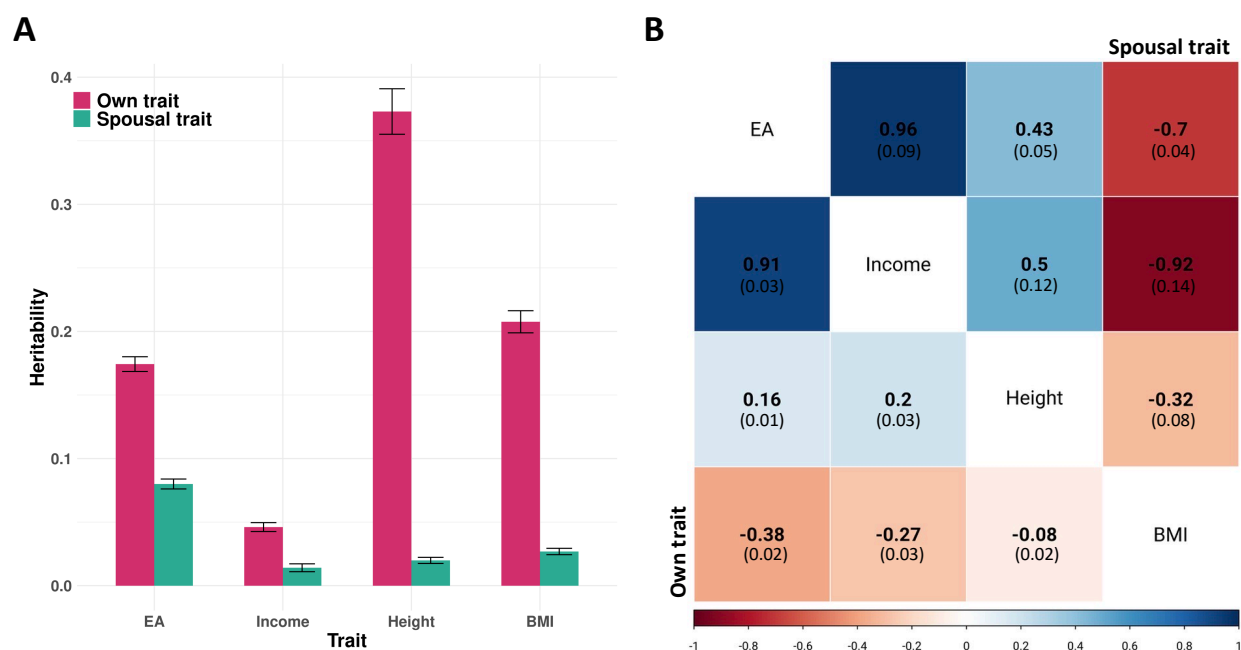 A
Heritability
0.4
0.3
0.2
0.1
0.0
Own trait
Spousal trait
EA Income Height BMI
Trait
B
Spousal trait
EA 0.96 0.43 -0.7
(0.09) (0.05) (0.04)
0.91 Income 0.5 -0.92
(0.03) (0.12) (0.14)
0.16 0.2 Height -0.32
(0.01) (0.03) (0.08)
-0.38 -0.27 -0.08 BMI
(0.02) (0.03) (0.02)
Own trait
-1 -0.8 -0.6 -0.4 -0.2 0 0.2 0.4 0.6 0.8 1